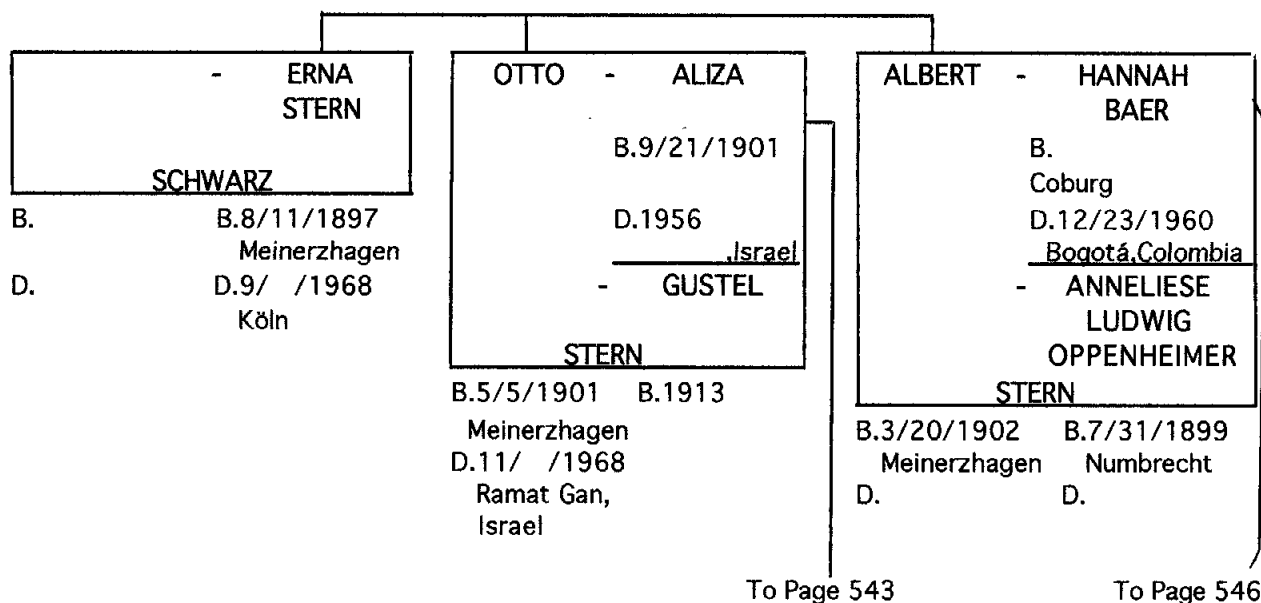 - ERNA
STERN
SCHWARZ
B. B.8/11/1897
Meinerzhagen
D. D.9/ /1968
Köln
OTTO - ALIZA
B.9/21/1901
D.1956
,Israel
- GUSTEL
STERN
B.5/5/1901 B.1913
Meinerzhagen
D.11/ /1968
Ramat Gan,
Israel
To Page 543
ALBERT - HANNAH
BAER
B.
Coburg
D.12/23/1960
Bogotá,Colombia
- ANNELIESE
LUDWIG
OPPENHEIMER
STERN
B.3/20/1902 B.7/31/1899
Meinerzhagen Numbrecht
D. D.
To Page 546